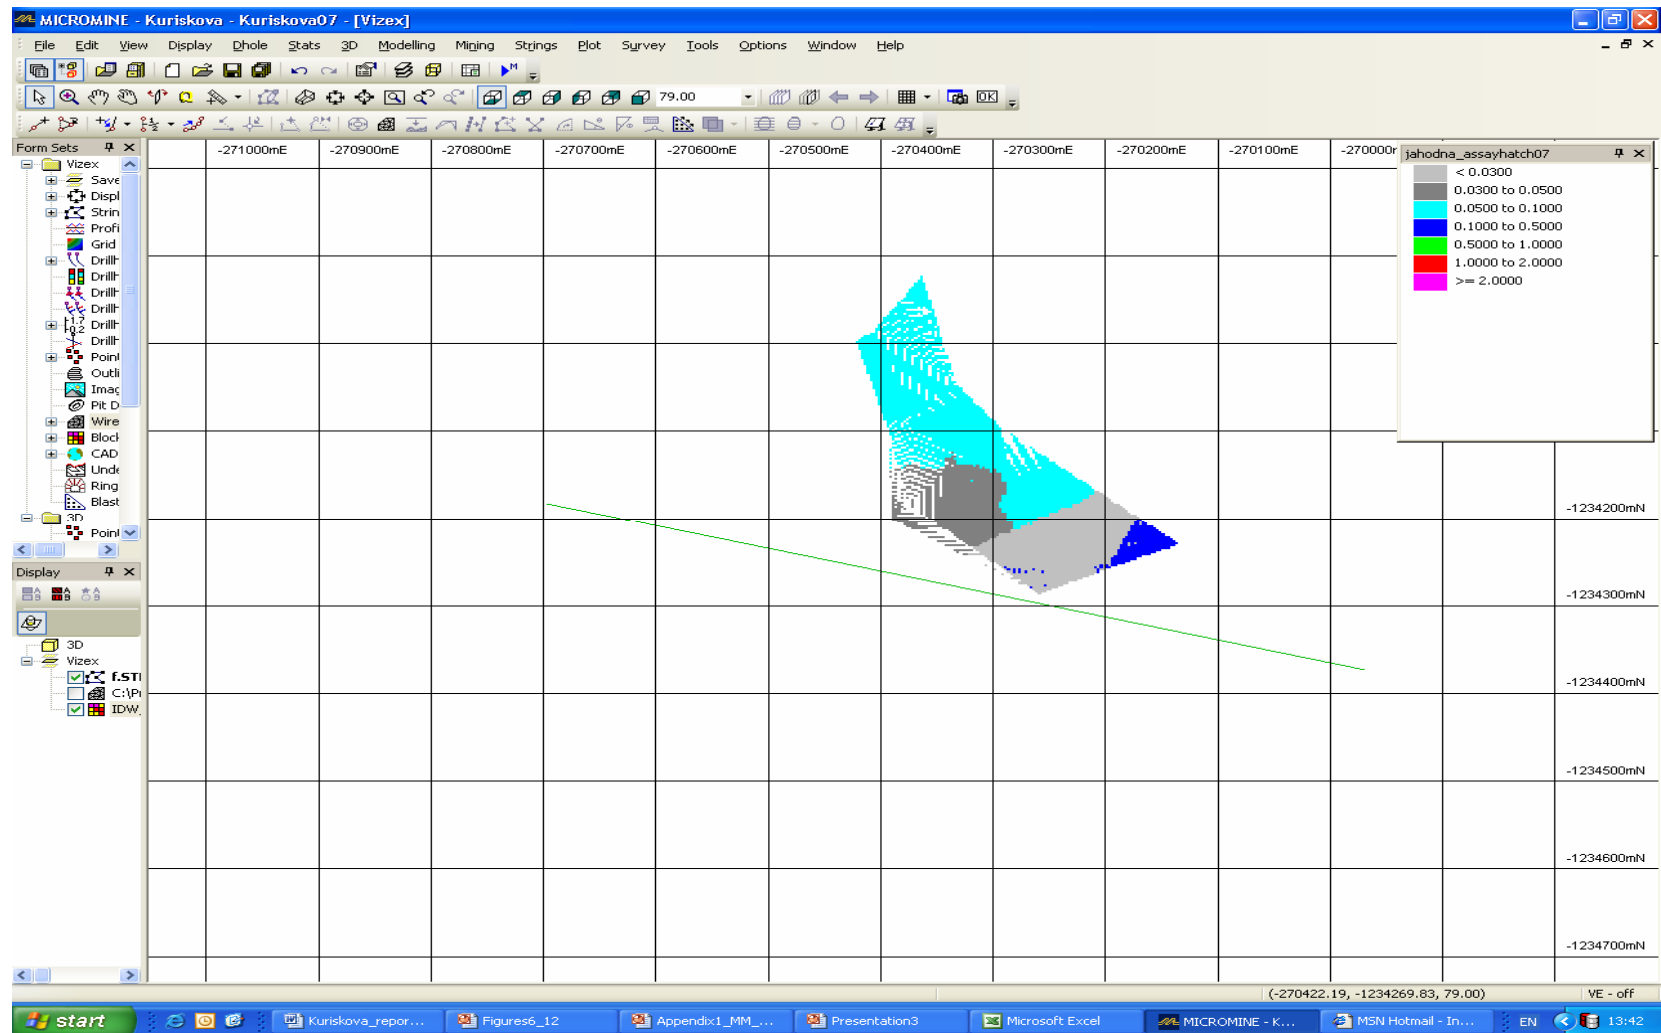 MICROMINE - Kuriskova - Kuriskova07 - [Vizex]
File Edit View Display Dhole Stats 3D Modelling Mining Strings Plot Survey Tools Options Window Help
79.00
Form Sets
Vizex
Save
Displ
Strin
Profi
Grid
Drillh
Drillh
Drillh
Drillh
Drillh
Drillh
Point
Outli
Imag
Pit D
Wire
Block
CAD
Unde
Ring
Blast
3D
Point
-271000mE -270900mE -270800mE -270700mE -270600mE -270500mE -270400mE -270300mE -270200mE -270100mE -270000m
jahodna_assayhatch07
< 0.0300
0.0300 to 0.0500
0.0500 to 0.1000
0.1000 to 0.5000
0.5000 to 1.0000
1.0000 to 2.0000
>= 2.0000
-1234200mN
-1234300mN
-1234400mN
-1234500mN
-1234600mN
-1234700mN
Display
3D
Vizex
f.STR
C:\Pr
IDW_
(-270422.19, -1234269.83, 79.00) VE - off
start Kuriskova_repor... Figures6_12 Appendix1_MM_... Presentation3 Microsoft Excel MICROMINE - K... MSN Hotmail - In... EN 13:42